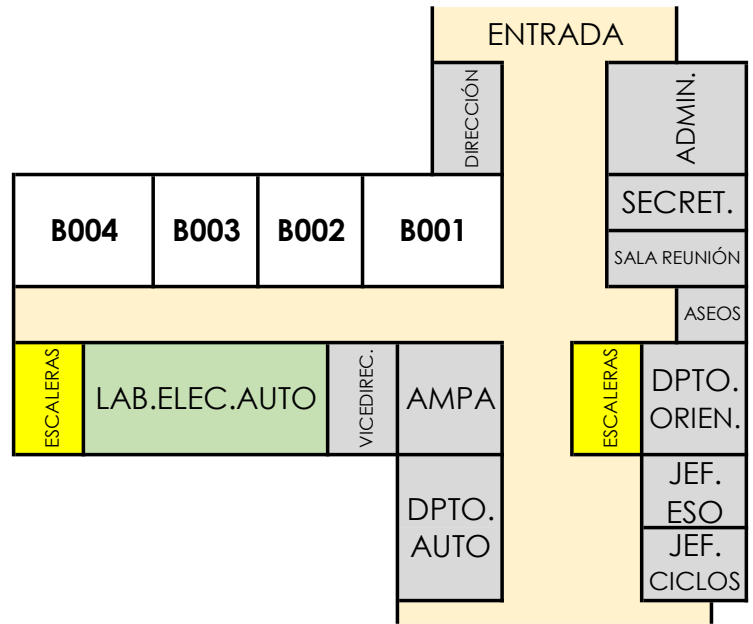 ENTRADA
DIRECCIÓN
ADMIN.
B004
B003
B002
B001
SECRET.
SALA REUNIÓN
ASEOS
ESCALERAS
LAB.ELEC.AUTO
VICEDIREC.
AMPA
ESCALERAS
DPTO.
ORIEN.
DPTO.
AUTO
JEF.
ESO
JEF.
CICLOS